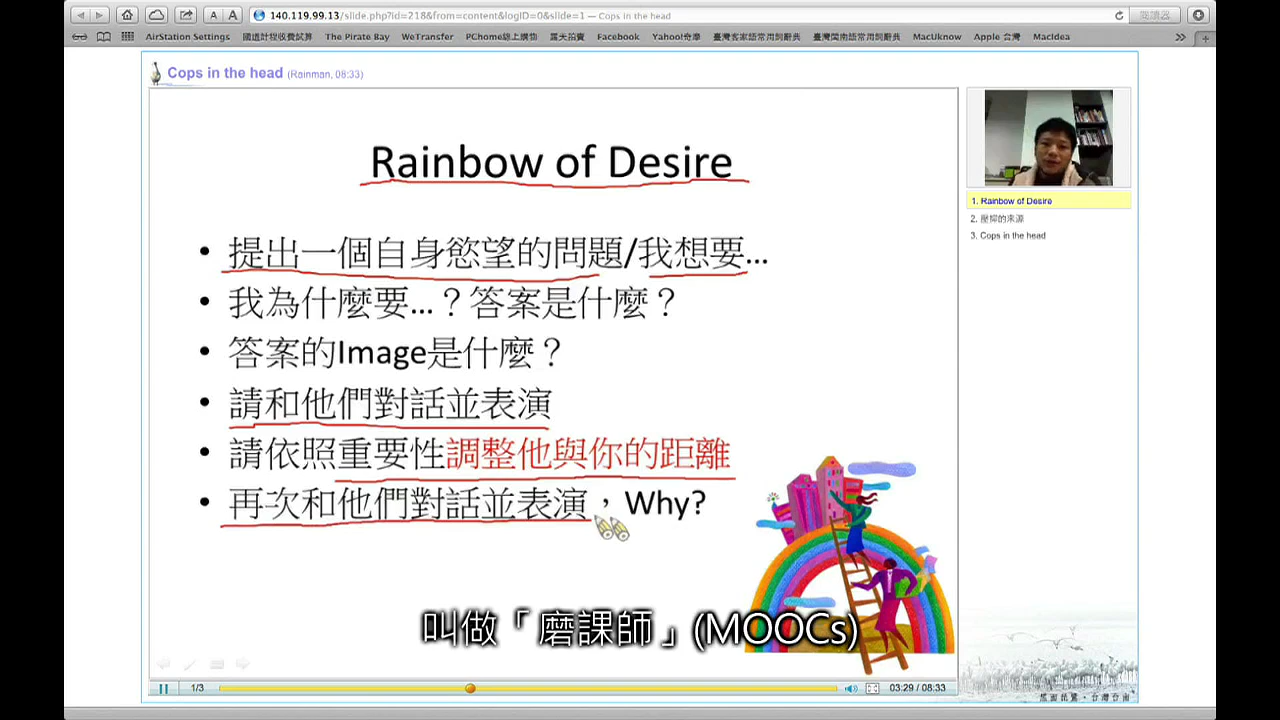 140.119.99.13/slide.php?id=218&from=content&logID=0&slide=1 — Cops in the head
閱讀器
AirStation Settings 國道計程收費試算 The Pirate Bay WeTransfer PChome線上購物 露天拍賣 Facebook Yahoo!奇摩 臺灣客家語常用詞辭典 臺灣閩南語常用詞辭典 MacUknow Apple 台灣 MacIdea
Cops in the head (Rainman, 08:33)
Rainbow of Desire
• 提出一個自身慾望的問題/我想要...
• 我為什麼要...？答案是什麼？
• 答案的Image是什麼？
• 請和他們對話並表演
• 請依照重要性調整他與你的距離
• 再次和他們對話並表演，Why?
1. Rainbow of Desire
2. 壓抑的來源
3. Cops in the head
叫做「磨課師」(MOOCs)
1/3
03:29 / 08:33